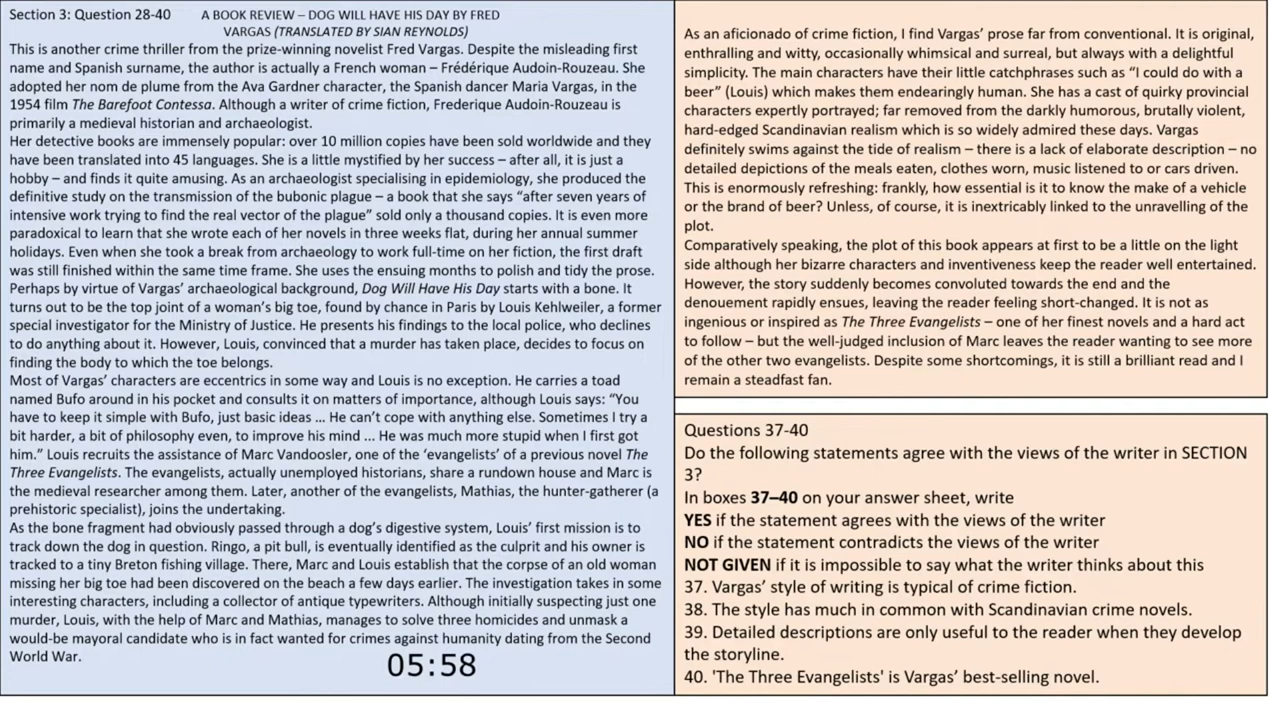 Section 3: Question 28-40 A BOOK REVIEW – DOG WILL HAVE HIS DAY BY FRED
VARGAS (TRANSLATED BY SIAN REYNOLDS)
This is another crime thriller from the prize-winning novelist Fred Vargas. Despite the misleading first
name and Spanish surname, the author is actually a French woman – Frédérique Audoin-Rouzeau. She
adopted her nom de plume from the Ava Gardner character, the Spanish dancer Maria Vargas, in the
1954 film The Barefoot Contessa. Although a writer of crime fiction, Frederique Audoin-Rouzeau is
primarily a medieval historian and archaeologist.
Her detective books are immensely popular: over 10 million copies have been sold worldwide and they
have been translated into 45 languages. She is a little mystified by her success – after all, it is just a
hobby – and finds it quite amusing. As an archaeologist specialising in epidemiology, she produced the
definitive study on the transmission of the bubonic plague – a book that she says “after seven years of
intensive work trying to find the real vector of the plague” sold only a thousand copies. It is even more
paradoxical to learn that she wrote each of her novels in three weeks flat, during her annual summer
holidays. Even when she took a break from archaeology to work full-time on her fiction, the first draft
was still finished within the same time frame. She uses the ensuing months to polish and tidy the prose.
Perhaps by virtue of Vargas’ archaeological background, Dog Will Have His Day starts with a bone. It
turns out to be the top joint of a woman’s big toe, found by chance in Paris by Louis Kehlweiler, a former
special investigator for the Ministry of Justice. He presents his findings to the local police, who declines
to do anything about it. However, Louis, convinced that a murder has taken place, decides to focus on
finding the body to which the toe belongs.
Most of Vargas’ characters are eccentrics in some way and Louis is no exception. He carries a toad
named Bufo around in his pocket and consults it on matters of importance, although Louis says: “You
have to keep it simple with Bufo, just basic ideas … He can’t cope with anything else. Sometimes I try a
bit harder, a bit of philosophy even, to improve his mind … He was much more stupid when I first got
him.” Louis recruits the assistance of Marc Vandoosler, one of the ‘evangelists’ of a previous novel The
Three Evangelists. The evangelists, actually unemployed historians, share a rundown house and Marc is
the medieval researcher among them. Later, another of the evangelists, Mathias, the hunter-gatherer (a
prehistoric specialist), joins the undertaking.
As the bone fragment had obviously passed through a dog’s digestive system, Louis’ first mission is to
track down the dog in question. Ringo, a pit bull, is eventually identified as the culprit and his owner is
tracked to a tiny Breton fishing village. There, Marc and Louis establish that the corpse of an old woman
missing her big toe had been discovered on the beach a few days earlier. The investigation takes in some
interesting characters, including a collector of antique typewriters. Although initially suspecting just one
murder, Louis, with the help of Marc and Mathias, manages to solve three homicides and unmask a
would-be mayoral candidate who is in fact wanted for crimes against humanity dating from the Second
World War.
05:58
As an aficionado of crime fiction, I find Vargas’ prose far from conventional. It is original,
enthralling and witty, occasionally whimsical and surreal, but always with a delightful
simplicity. The main characters have their little catchphrases such as “I could do with a
beer” (Louis) which makes them endearingly human. She has a cast of quirky provincial
characters expertly portrayed; far removed from the darkly humorous, brutally violent,
hard-edged Scandinavian realism which is so widely admired these days. Vargas
definitely swims against the tide of realism – there is a lack of elaborate description – no
detailed depictions of the meals eaten, clothes worn, music listened to or cars driven.
This is enormously refreshing: frankly, how essential is it to know the make of a vehicle
or the brand of beer? Unless, of course, it is inextricably linked to the unravelling of the
plot.
Comparatively speaking, the plot of this book appears at first to be a little on the light
side although her bizarre characters and inventiveness keep the reader well entertained.
However, the story suddenly becomes convoluted towards the end and the
denouement rapidly ensues, leaving the reader feeling short-changed. It is not as
ingenious or inspired as The Three Evangelists – one of her finest novels and a hard act
to follow – but the well-judged inclusion of Marc leaves the reader wanting to see more
of the other two evangelists. Despite some shortcomings, it is still a brilliant read and I
remain a steadfast fan.
Questions 37-40
Do the following statements agree with the views of the writer in SECTION
3?
In boxes 37–40 on your answer sheet, write
YES if the statement agrees with the views of the writer
NO if the statement contradicts the views of the writer
NOT GIVEN if it is impossible to say what the writer thinks about this
37. Vargas’ style of writing is typical of crime fiction.
38. The style has much in common with Scandinavian crime novels.
39. Detailed descriptions are only useful to the reader when they develop
the storyline.
40. 'The Three Evangelists' is Vargas’ best-selling novel.